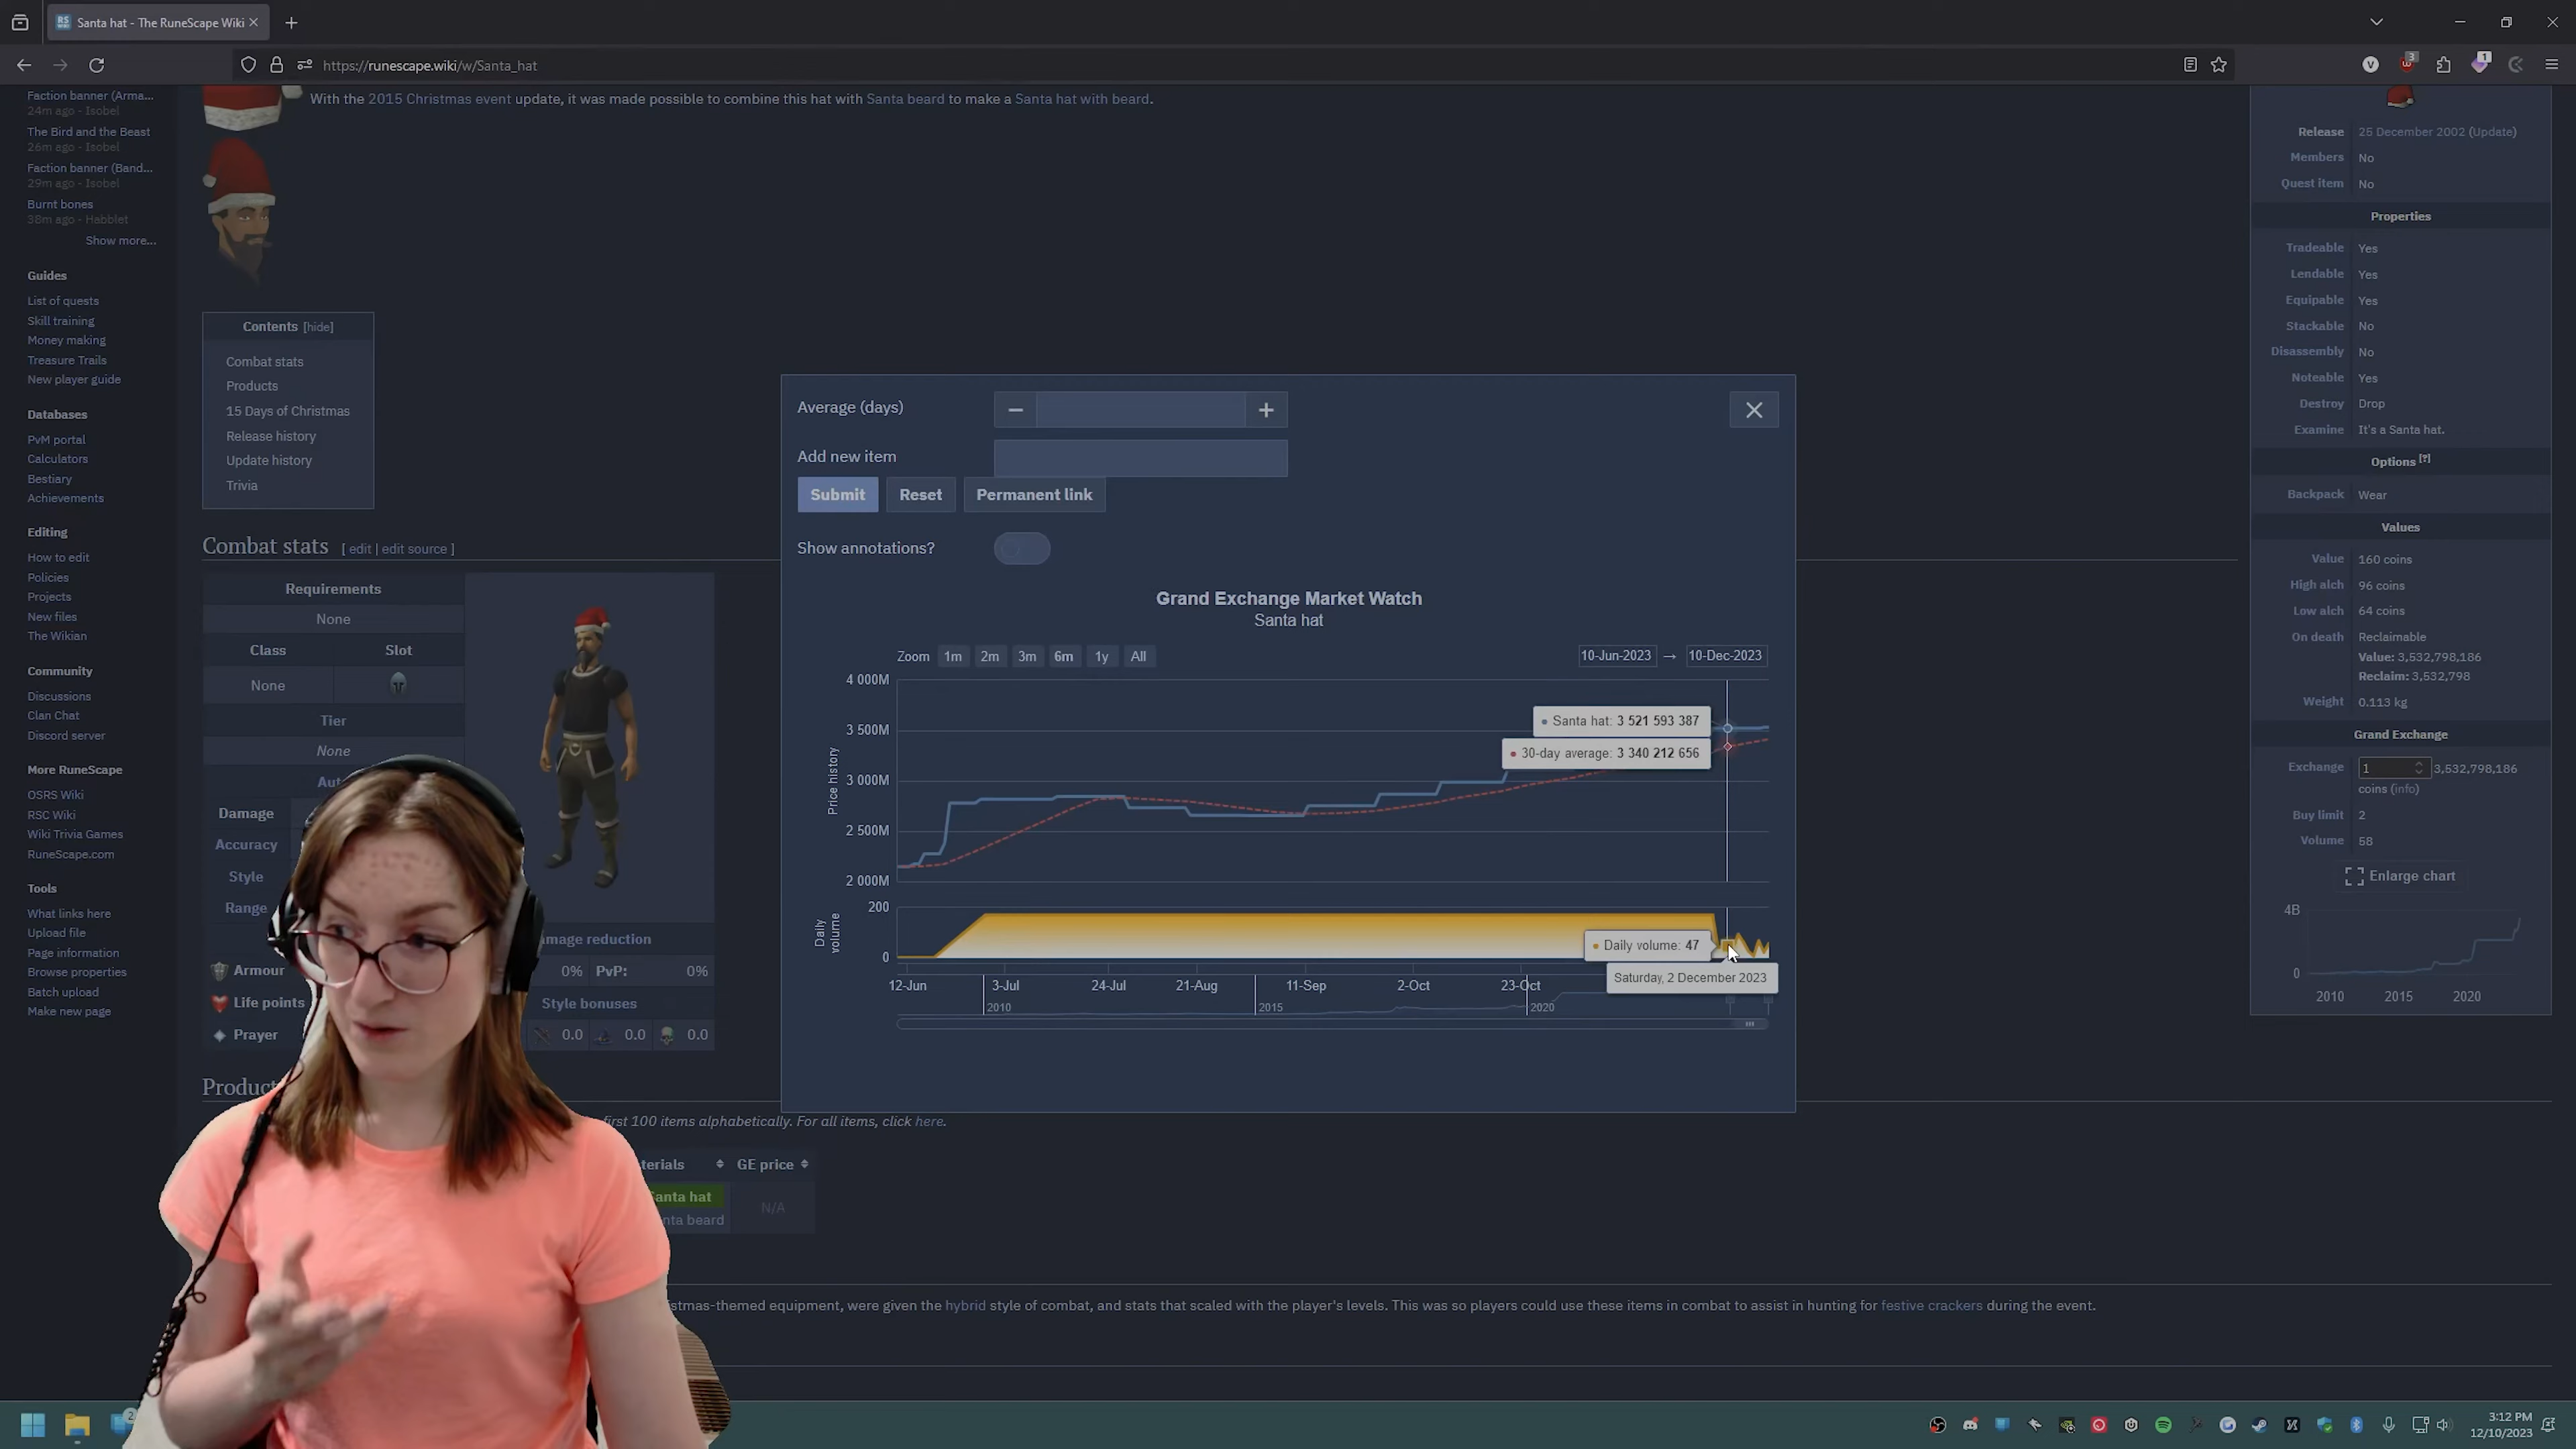 Santa hat - The RuneScape Wiki
https://runescape.wiki/w/Santa_hat
3
1
Faction banner (Arma...
24m ago - Isobel
The Bird and the Beast
26m ago - Isobel
Faction banner (Band...
29m ago - Isobel
Burnt bones
38m ago - Habblet
Show more...
Guides
List of quests
Skill training
Money making
Treasure Trails
New player guide
Databases
PvM portal
Calculators
Bestiary
Achievements
Editing
How to edit
Policies
Projects
New files
The Wikian
Community
Discussions
Clan Chat
Discord server
More RuneScape
OSRS Wiki
RSC Wiki
Wiki Trivia Games
RuneScape.com
Tools
What links here
Upload file
Page information
Browse properties
Batch upload
Make new page
With the 2015 Christmas event update, it was made possible to combine this hat with Santa beard to make a Santa hat with beard.
Contents [hide]
Combat stats
Products
15 Days of Christmas
Release history
Update history
Trivia
Combat stats [ edit | edit source ]
Requirements
None
Class Slot
None
Tier
None
Damage
Accuracy
Style
Range
Armour 0% PvP: 0%
Life points Style bonuses
Prayer 0.0 0.0 0.0
first 100 items alphabetically. For all items, click here.
GE price
Santa hat
N/A
Average (days)
Add new item
Submit Reset Permanent link
Show annotations?
Grand Exchange Market Watch
Santa hat
Zoom 1m 2m 3m 6m 1y All 10-Jun-2023 → 10-Dec-2023
Price history
4 000M
3 500M
3 000M
2 500M
2 000M
Santa hat: 3 521 593 387
30-day average: 3 340 212 656
Daily volume
200
0
Daily volume: 47
Saturday, 2 December 2023
12-Jun 3-Jul 24-Jul 21-Aug 11-Sep 2-Oct 23-Oct
2010 2015 2020
Release 25 December 2002 (Update)
Members No
Quest item No
Properties
Tradeable Yes
Lendable Yes
Equipable Yes
Stackable No
Disassembly No
Noteable Yes
Destroy Drop
Examine It's a Santa hat.
Options [?]
Backpack Wear
Values
Value 160 coins
High alch 96 coins
Low alch 64 coins
On death Reclaimable
Value: 3,532,798,186
Reclaim: 3,532,798
Weight 0.113 kg
Grand Exchange
Exchange 1 3,532,798,186
coins (info)
Buy limit 2
Volume 58
Enlarge chart
4B
0
2010 2015 2020
equipment, were given the hybrid style of combat, and stats that scaled with the player's levels. This was so players could use these items in combat to assist in hunting for festive crackers during the event.
2
3:12 PM
12/10/2023